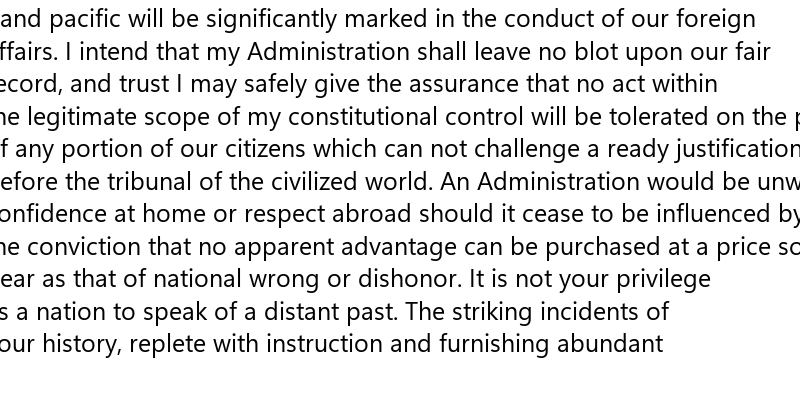 and pacific will be significantly marked in the conduct of our foreign
ffairs. I intend that my Administration shall leave no blot upon our fair
ecord, and trust I may safely give the assurance that no act within
he legitimate scope of my constitutional control will be tolerated on the p
f any portion of our citizens which can not challenge a ready justification
efore the tribunal of the civilized world. An Administration would be unw
onfidence at home or respect abroad should it cease to be influenced by
he conviction that no apparent advantage can be purchased at a price so
ear as that of national wrong or dishonor. It is not your privilege
s a nation to speak of a distant past. The striking incidents of
our history, replete with instruction and furnishing abundant